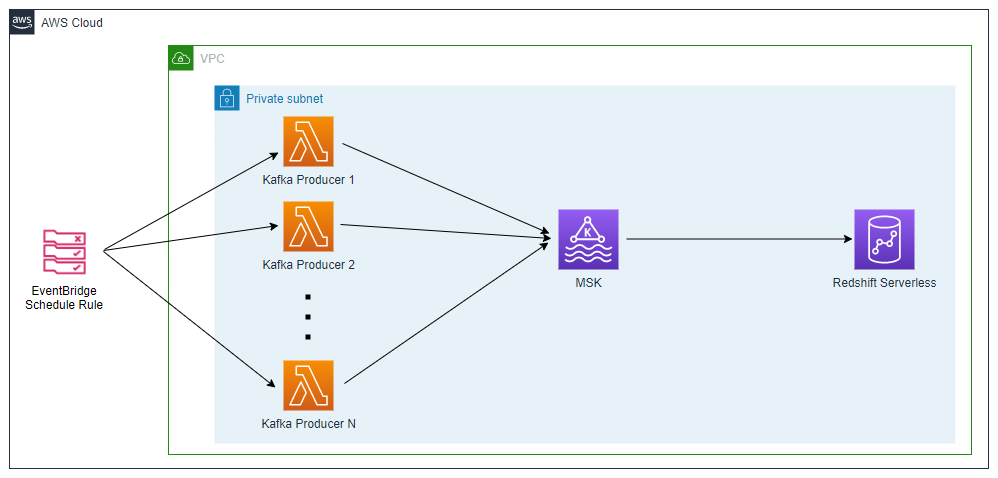 aws
AWS Cloud
VPC
Private subnet
Kafka Producer 1
Kafka Producer 2
Kafka Producer N
EventBridge
Schedule Rule
K
MSK
Redshift Serverless